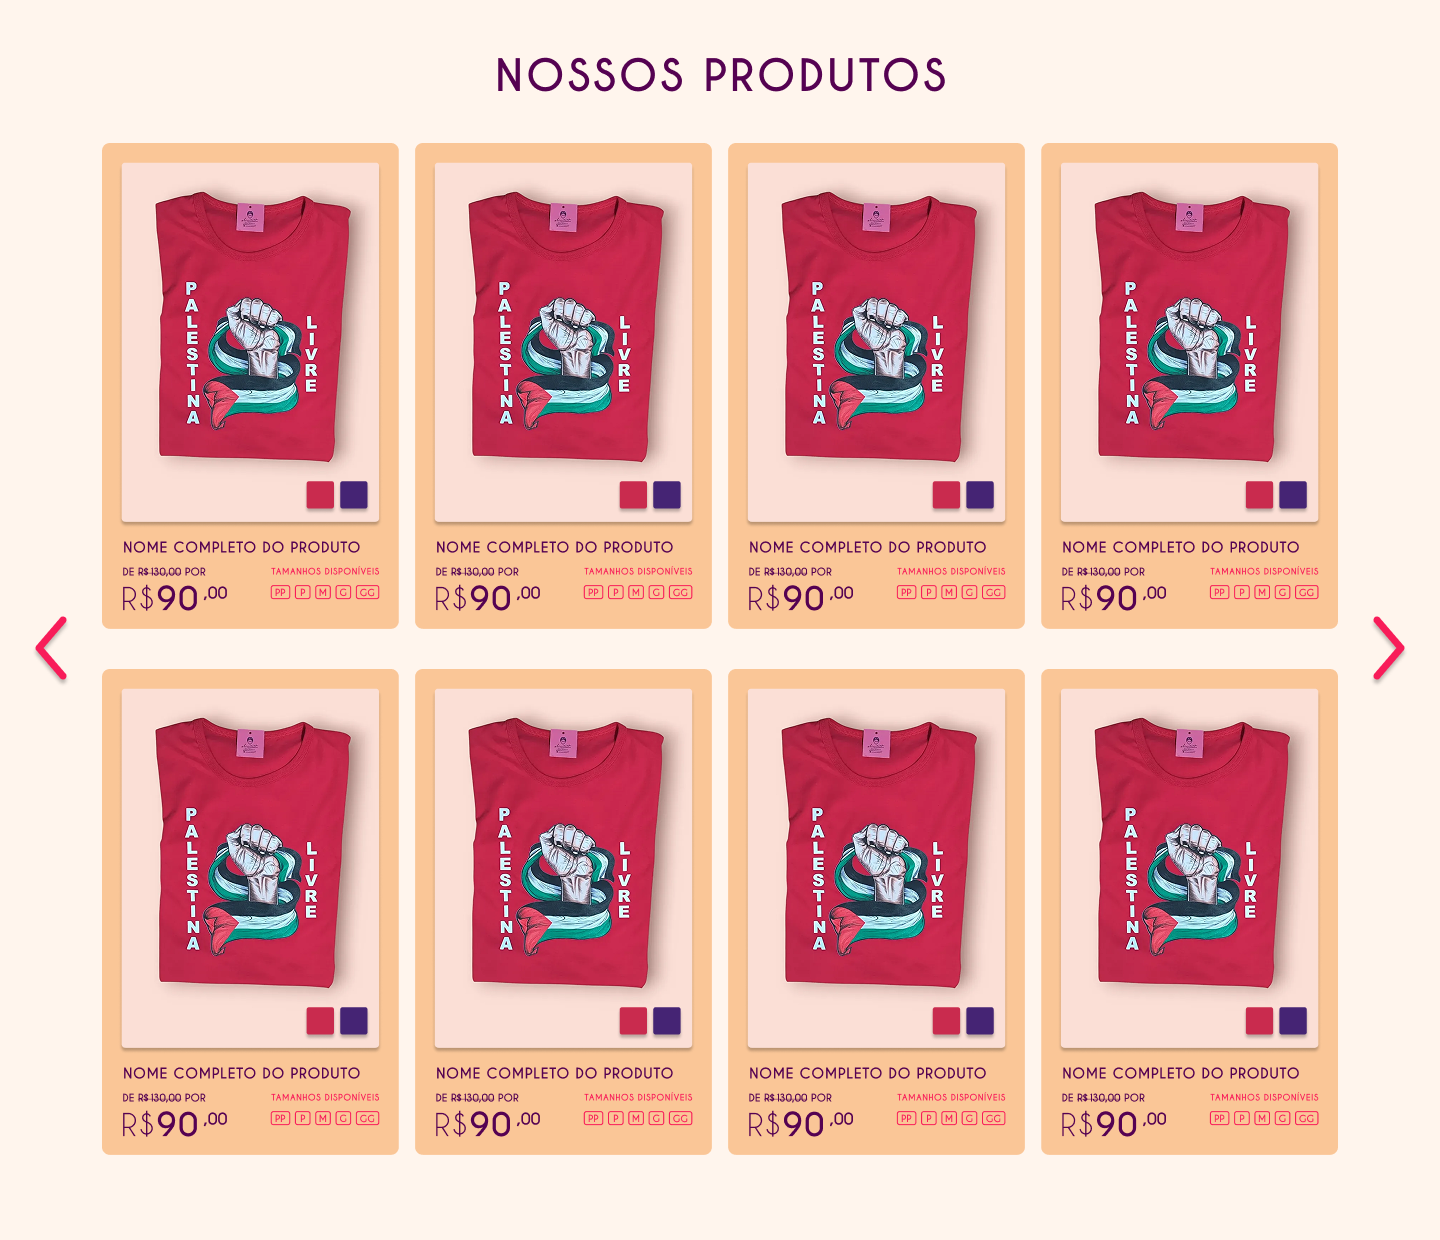 NOSSOS PRODUTOS
PALESTINA
LIVRE
PALESTINA
LIVRE
PALESTINA
LIVRE
PALESTINA
LIVRE
NOME COMPLETO DO PRODUTO
DE R$ 130,00 POR
TAMANHOS DISPONÍVEIS
R$90,00
PP P M G GG
NOME COMPLETO DO PRODUTO
DE R$ 130,00 POR
TAMANHOS DISPONÍVEIS
R$90,00
PP P M G GG
NOME COMPLETO DO PRODUTO
DE R$ 130,00 POR
TAMANHOS DISPONÍVEIS
R$90,00
PP P M G GG
NOME COMPLETO DO PRODUTO
DE R$ 130,00 POR
TAMANHOS DISPONÍVEIS
R$90,00
PP P M G GG
PALESTINA
LIVRE
PALESTINA
LIVRE
PALESTINA
LIVRE
PALESTINA
LIVRE
NOME COMPLETO DO PRODUTO
DE R$ 130,00 POR
TAMANHOS DISPONÍVEIS
R$90,00
PP P M G GG
NOME COMPLETO DO PRODUTO
DE R$ 130,00 POR
TAMANHOS DISPONÍVEIS
R$90,00
PP P M G GG
NOME COMPLETO DO PRODUTO
DE R$ 130,00 POR
TAMANHOS DISPONÍVEIS
R$90,00
PP P M G GG
NOME COMPLETO DO PRODUTO
DE R$ 130,00 POR
TAMANHOS DISPONÍVEIS
R$90,00
PP P M G GG